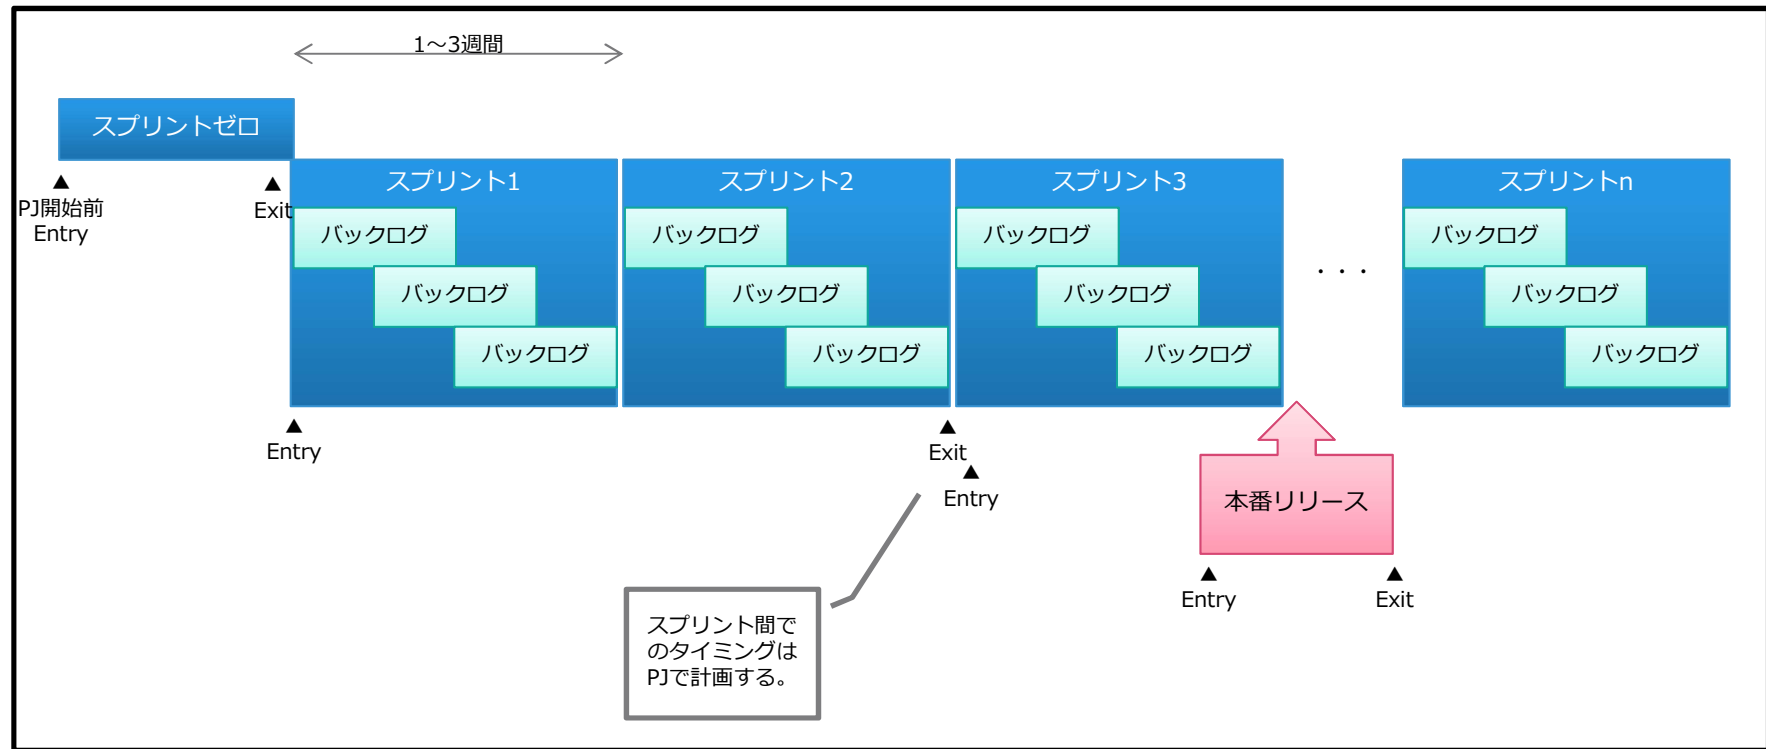 1～3週間
スプリントゼロ
PJ開始前
Entry
Exit
スプリント1
バックログ
バックログ
バックログ
スプリント2
バックログ
バックログ
バックログ
スプリント3
バックログ
バックログ
バックログ
・・・
スプリントn
バックログ
バックログ
バックログ
Entry
Exit
Entry
本番リリース
Entry
Exit
スプリント間で
のタイミングは
PJで計画する。